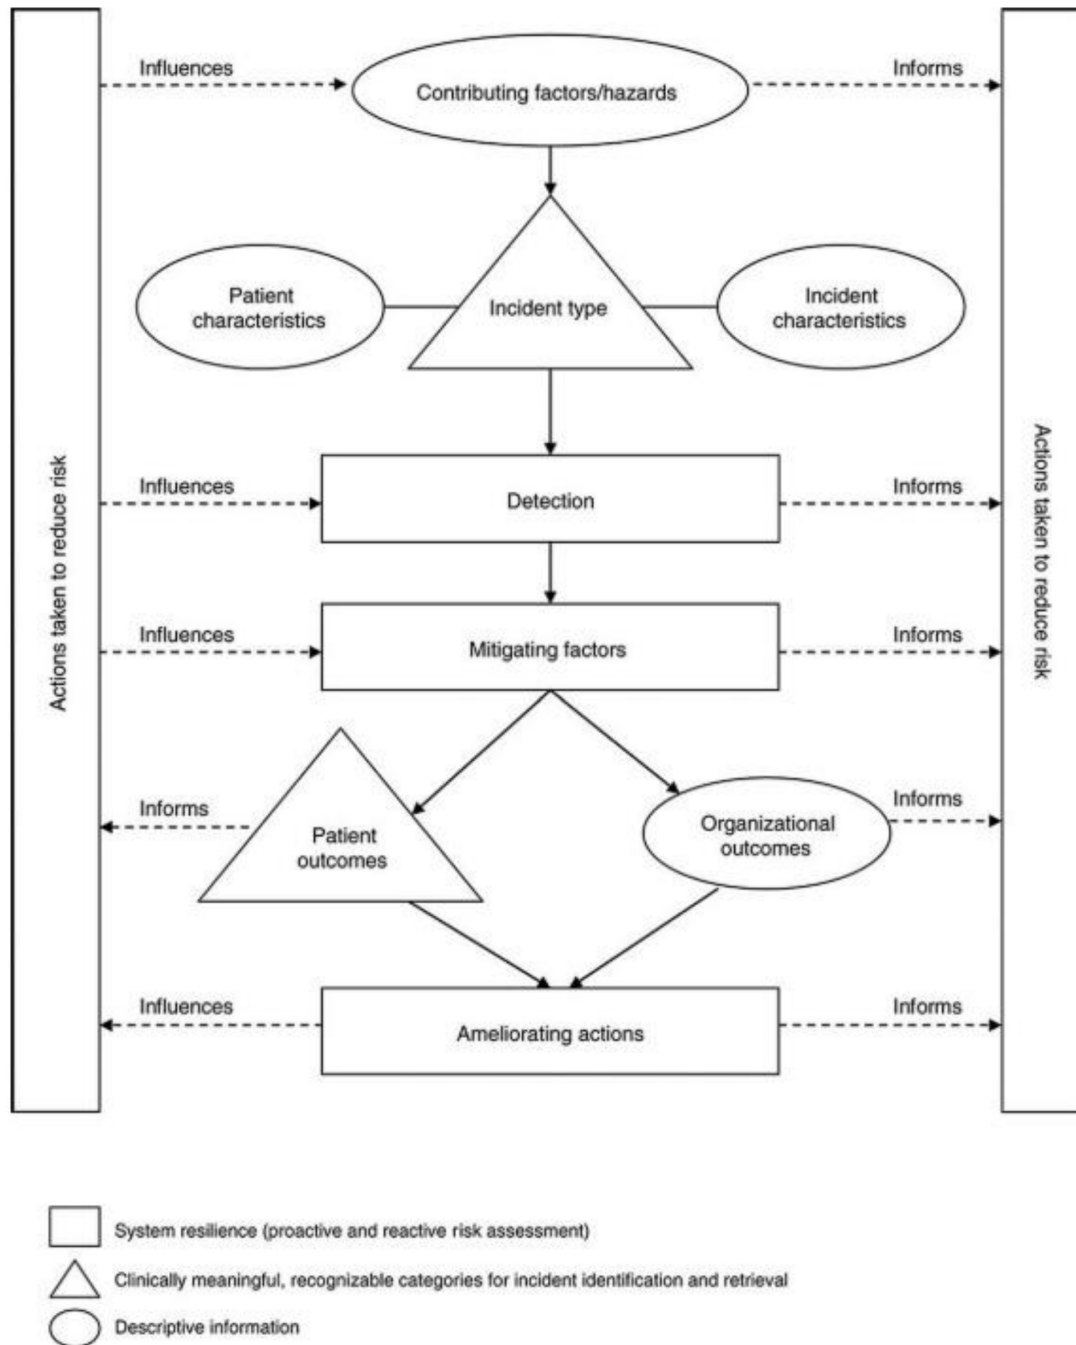 Influences
Informs
Contributing factors/hazards
Patient
characteristics
Incident type
Incident
characteristics
Actions taken to reduce risk
Actions taken to reduce risk
Influences
Detection
Informs
Influences
Mitigating factors
Informs
Informs
Patient
outcomes
Organizational
outcomes
Informs
Influences
Ameliorating actions
Informs
System resilience (proactive and reactive risk assessment)
Clinically meaningful, recognizable categories for incident identification and retrieval
Descriptive information